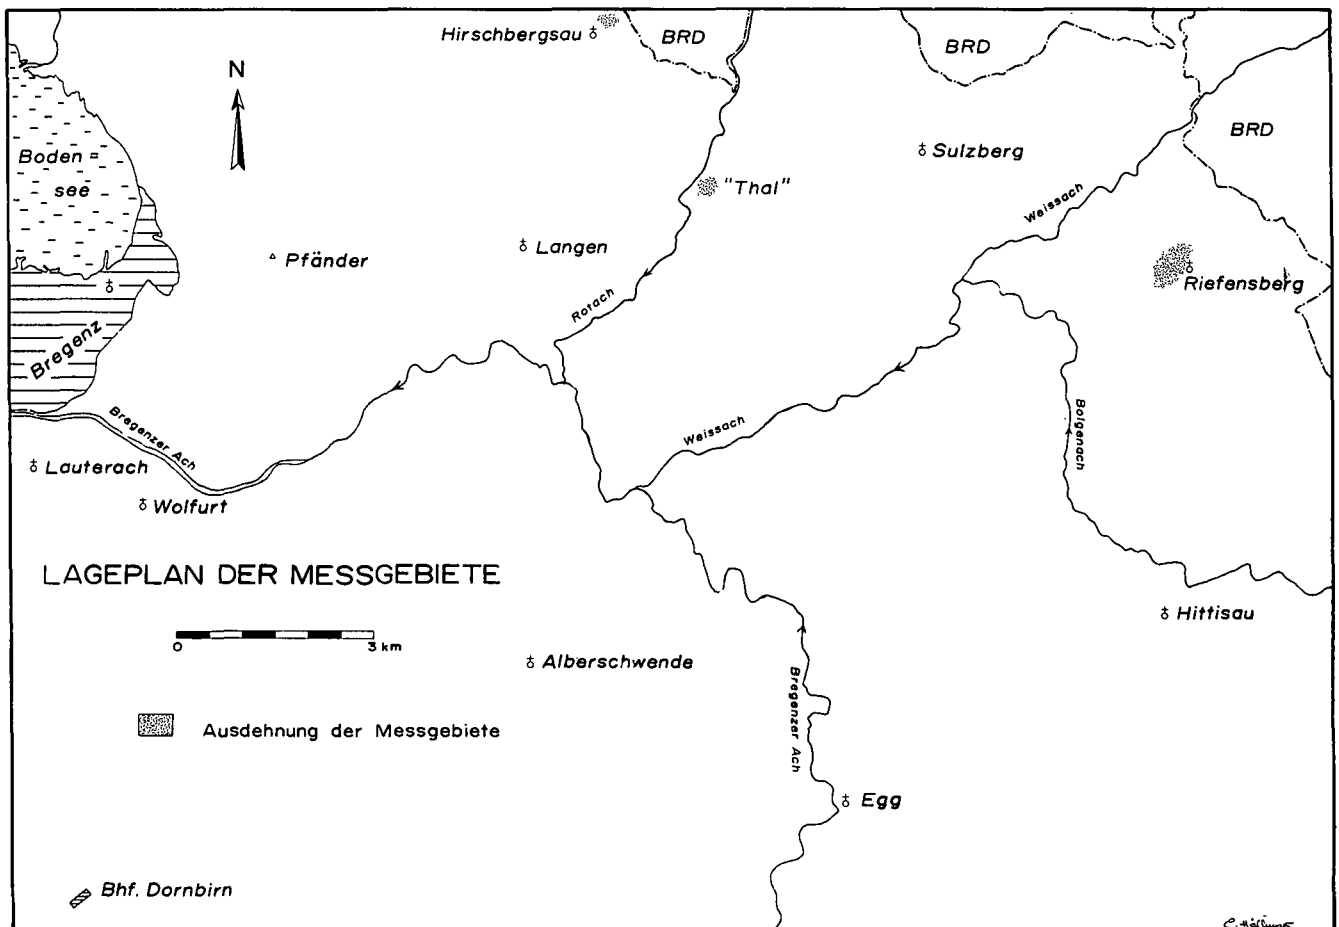 Hirschbergsau
BRD
BRD
N
BRD
Boden=
see
Sulzberg
"Thal"
Weissach
Langen
Pfänder
Riefensberg
Rotach
Bregenz
Bregenzer Ach
Weissach
Bolgenach
Lauterach
Wolfurt
LAGEPLAN DER MESSGEBIETE
Hittisau
0 3 km
Alberschwende
Bregenzer Ach
Ausdehnung der Messgebiete
Egg
Bhf. Dornbirn